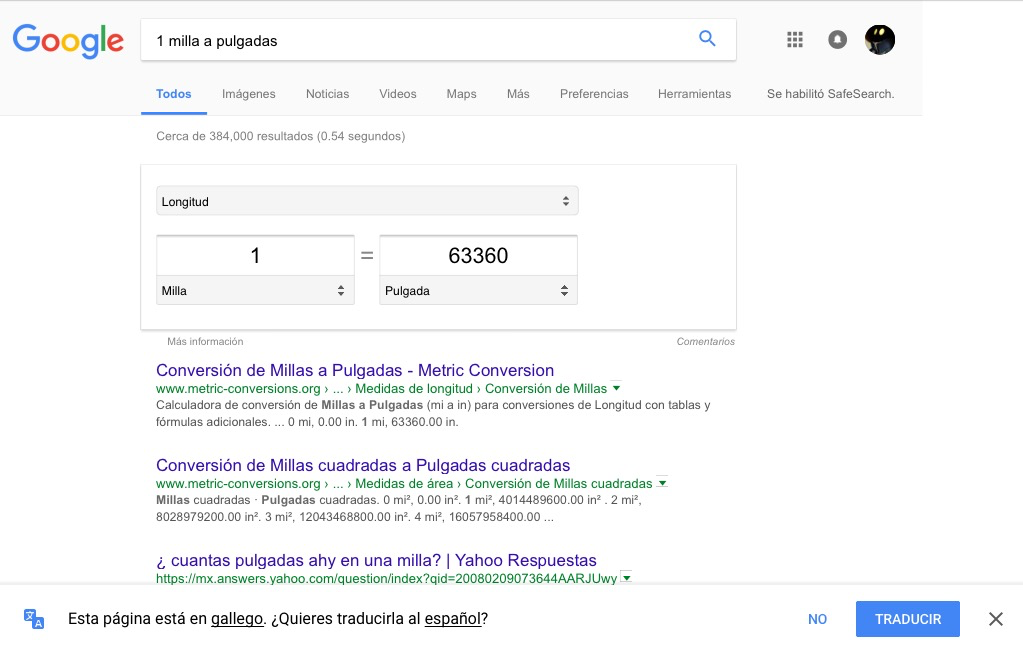 Google
1 milla a pulgadas
Todos Imágenes Noticias Videos Maps Más Preferencias Herramientas Se habilitó SafeSearch.
Cerca de 384,000 resultados (0.54 segundos)
Longitud
1 = 63360
Milla Pulgada
Más información Comentarios
Conversión de Millas a Pulgadas - Metric Conversion
www.metric-conversions.org › ... › Medidas de longitud › Conversión de Millas
Calculadora de conversión de Millas a Pulgadas (mi a in) para conversiones de Longitud con tablas y
fórmulas adicionales. ... 0 mi, 0.00 in. 1 mi, 63360.00 in.
Conversión de Millas cuadradas a Pulgadas cuadradas
www.metric-conversions.org › ... › Medidas de área › Conversión de Millas cuadradas
Millas cuadradas · Pulgadas cuadradas. 0 mi², 0.00 in². 1 mi², 4014489600.00 in² . 2 mi²,
8028979200.00 in². 3 mi², 12043468800.00 in². 4 mi², 16057958400.00 ...
¿ cuantas pulgadas ahy en una milla? | Yahoo Respuestas
https://mx.answers.yahoo.com/question/index?qid=20080209073644AARJUwy
Esta página está en gallego. ¿Quieres traducirla al español? NO TRADUCIR